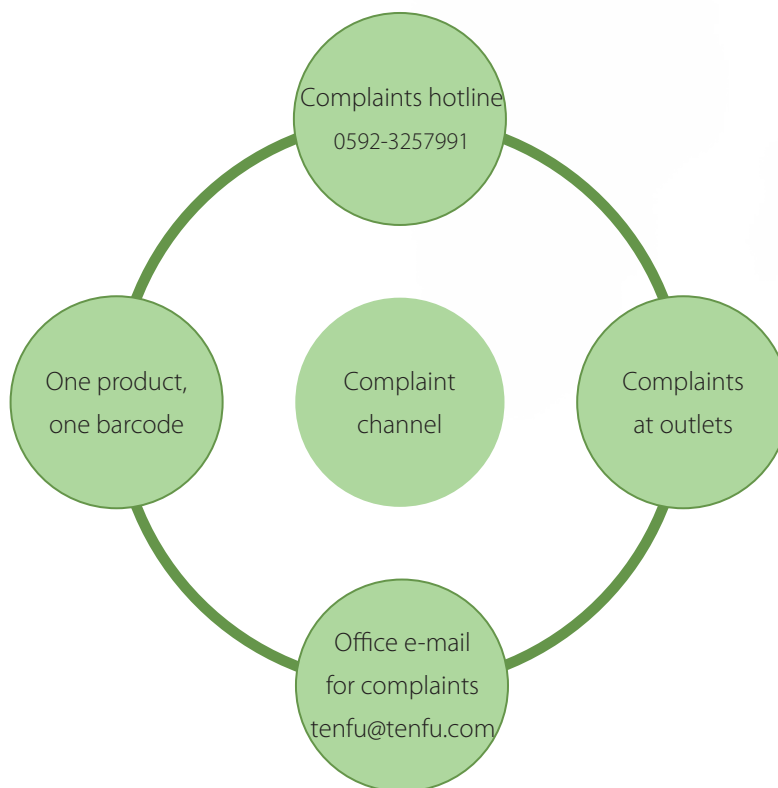 Complaints hotline
0592-3257991
One product,
one barcode
Complaint
channel
Complaints
at outlets
Office e-mail
for complaints
tenfu@tenfu.com